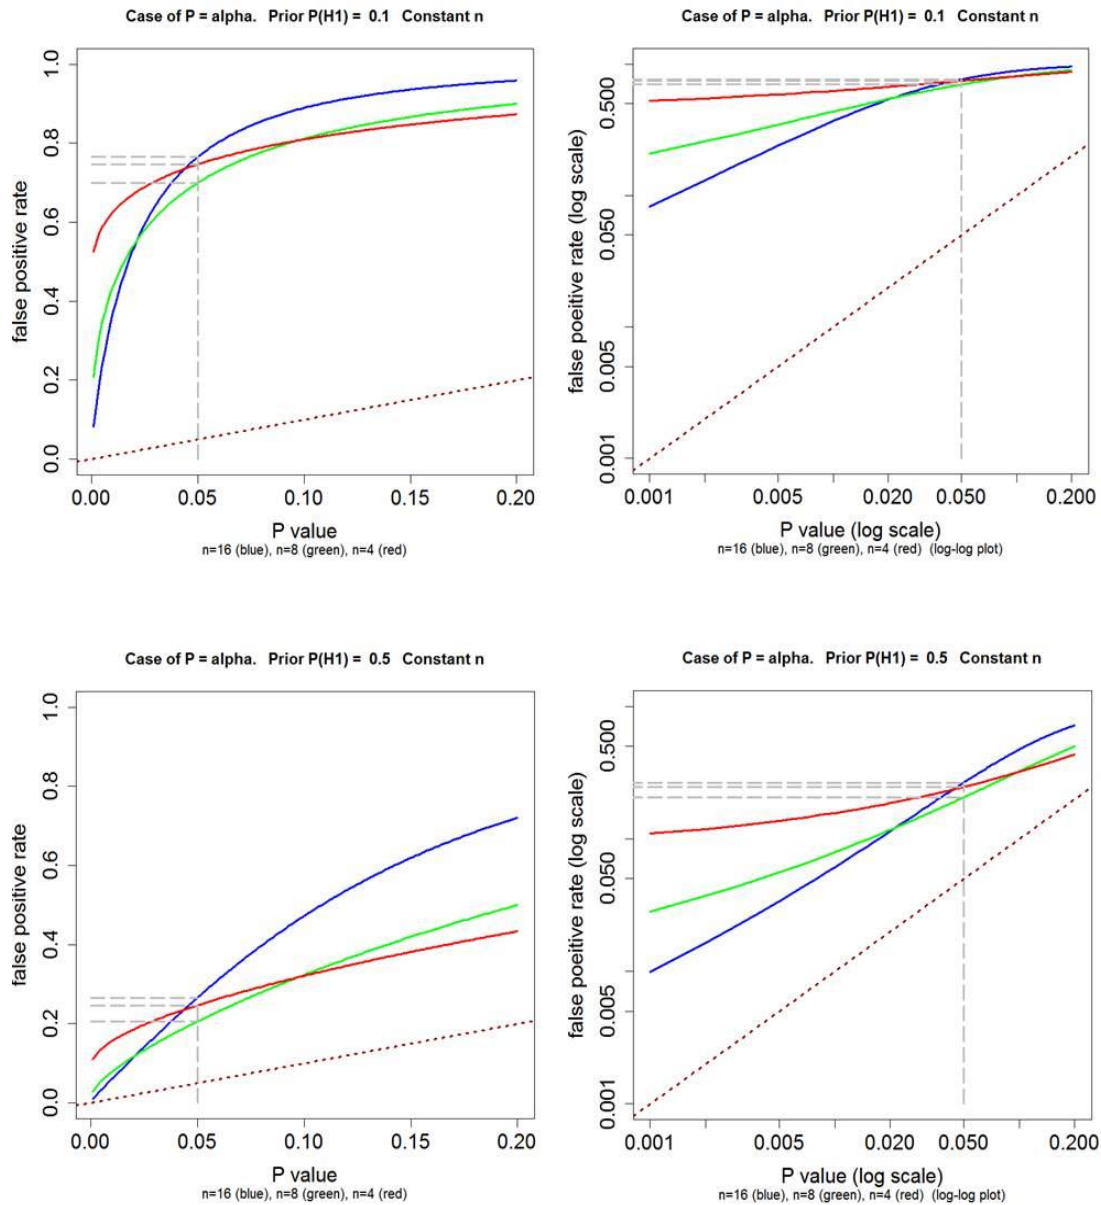 Case of P = alpha. Prior P(H1) = 0.1 Constant n
false positive rate
1.0
0.8
0.6
0.4
0.2
0.0
0.00 0.05 0.10 0.15 0.20
P value
n=16 (blue), n=8 (green), n=4 (red)
Case of P = alpha. Prior P(H1) = 0.1 Constant n
false poeitive rate (log scale)
0.500
0.050
0.005
0.001
0.001 0.005 0.020 0.050 0.200
P value (log scale)
n=16 (blue), n=8 (green), n=4 (red) (log-log plot)
Case of P = alpha. Prior P(H1) = 0.5 Constant n
false positive rate
1.0
0.8
0.6
0.4
0.2
0.0
0.00 0.05 0.10 0.15 0.20
P value
n=16 (blue), n=8 (green), n=4 (red)
Case of P = alpha. Prior P(H1) = 0.5 Constant n
false poeitive rate (log scale)
0.500
0.050
0.005
0.001
0.001 0.005 0.020 0.050 0.200
P value (log scale)
n=16 (blue), n=8 (green), n=4 (red) (log-log plot)